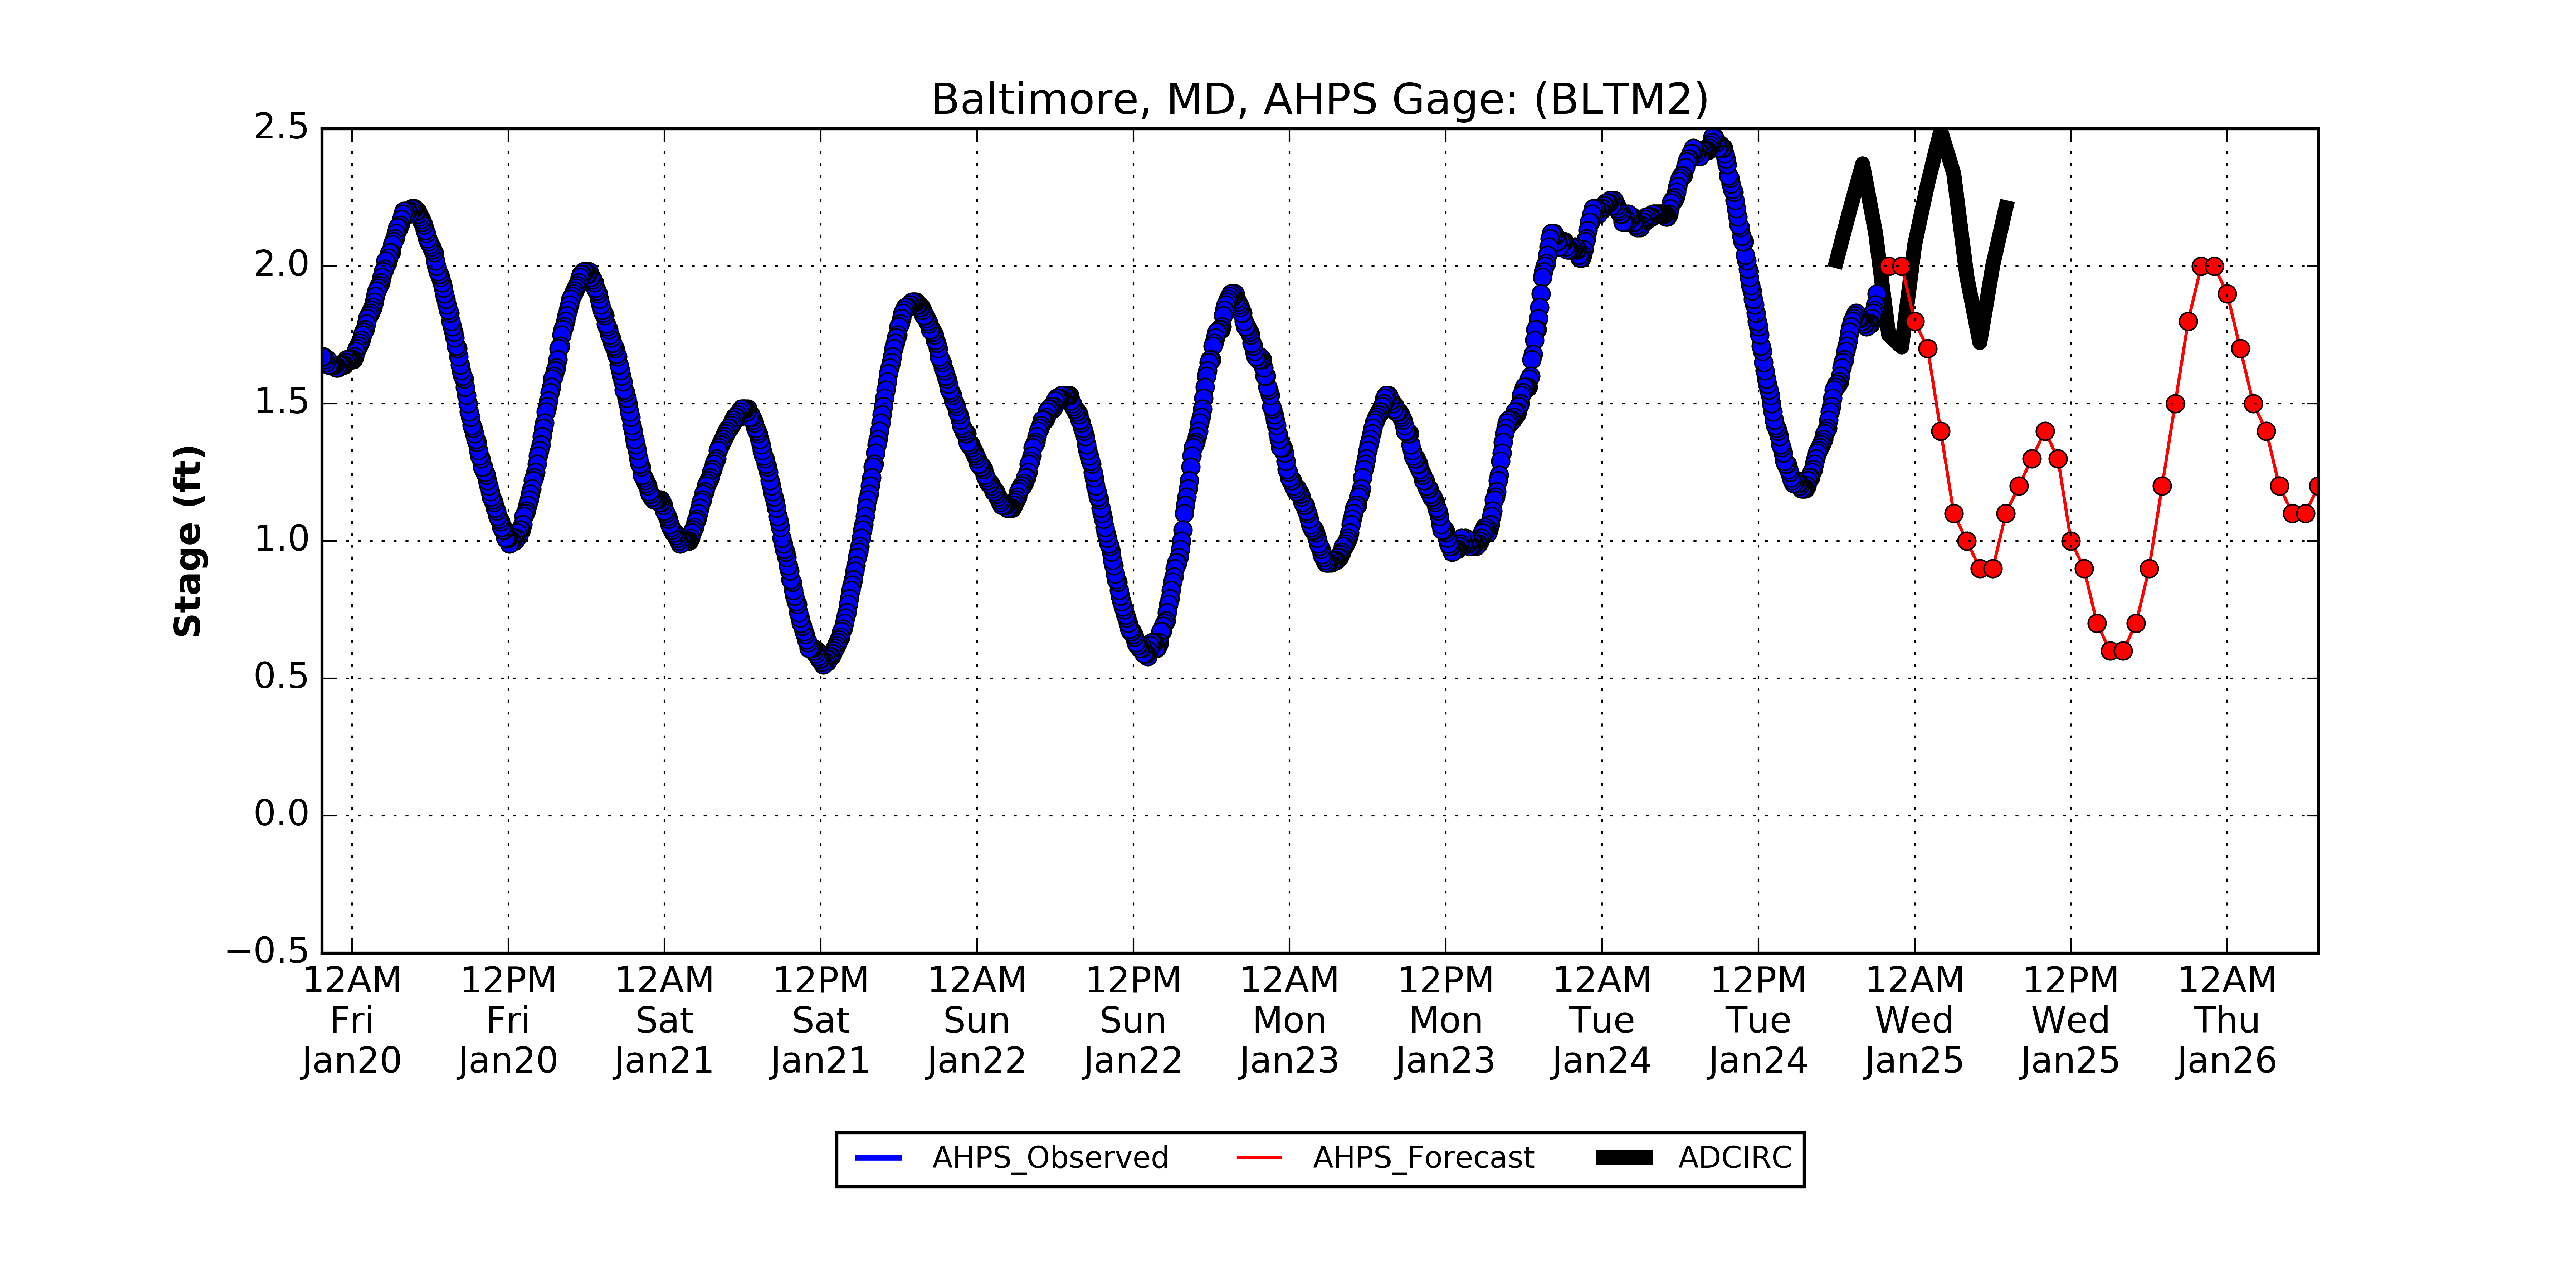 Baltimore, MD, AHPS Gage: (BLTM2)
2.5
2.0
1.5
1.0
0.5
0.0
−0.5
Stage (ft)
12AM 12PM 12AM 12PM 12AM 12PM 12AM 12PM 12AM 12PM 12AM 12PM 12AM
Fri Fri Sat Sat Sun Sun Mon Mon Tue Tue Wed Wed Thu
Jan20 Jan20 Jan21 Jan21 Jan22 Jan22 Jan23 Jan23 Jan24 Jan24 Jan25 Jan25 Jan26
AHPS_Observed AHPS_Forecast ADCIRC